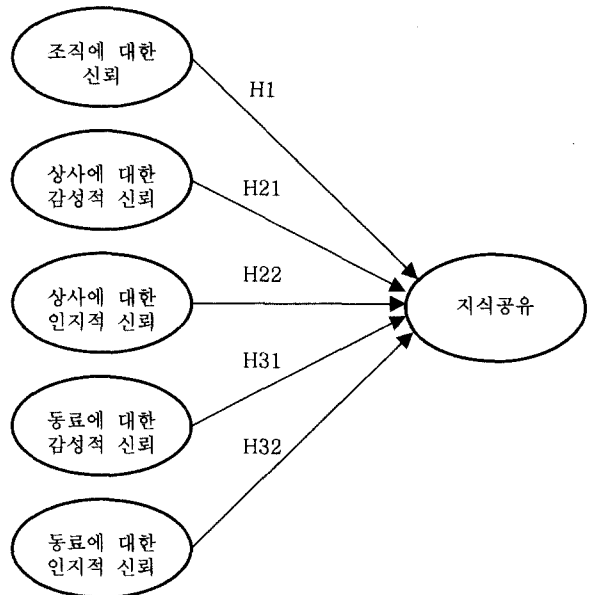 조직에 대한
신뢰
H1
상사에 대한
감성적 신뢰
H21
상사에 대한
인지적 신뢰
H22
지식공유
동료에 대한
감성적 신뢰
H31
동료에 대한
인지적 신뢰
H32